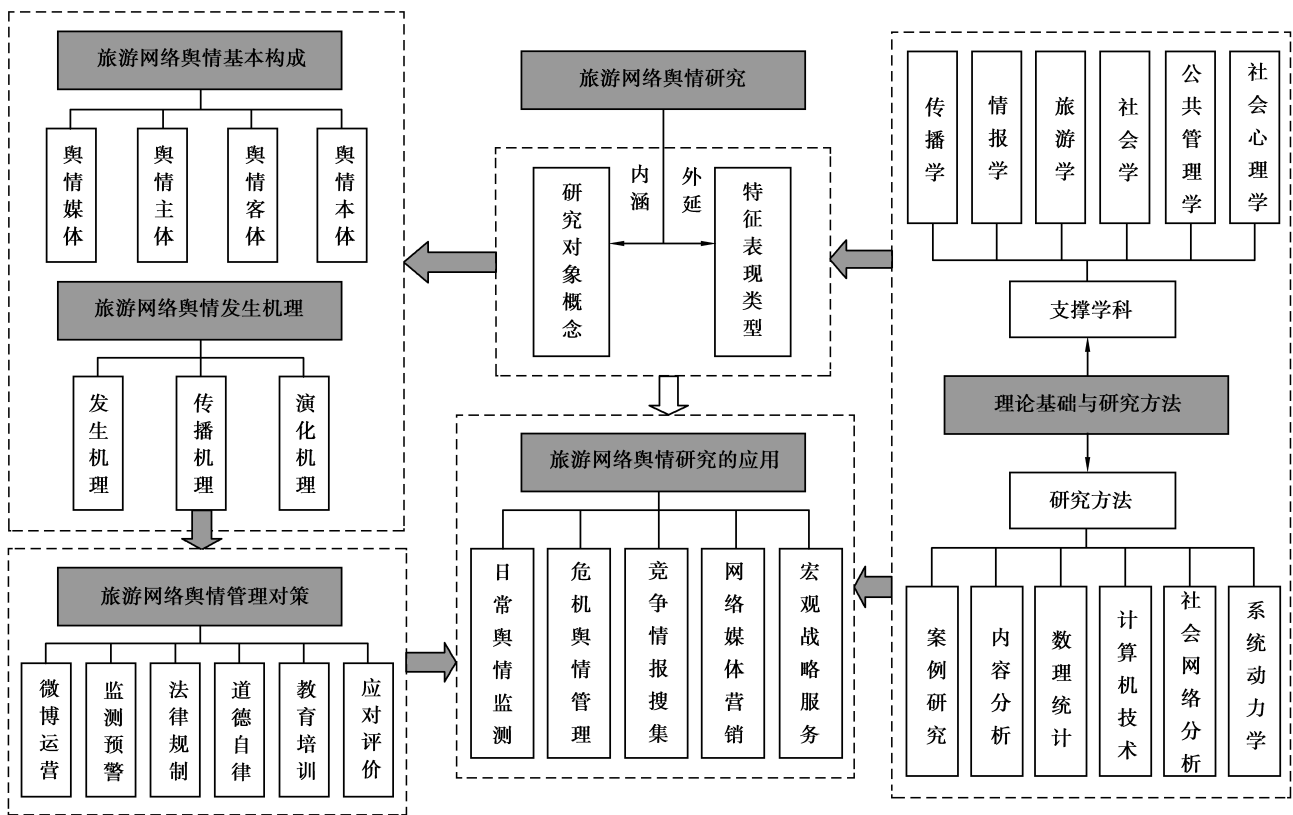 旅游网络舆情基本构成
舆情媒体
舆情主体
舆情客体
舆情本体
旅游网络舆情发生机理
发生机理
传播机理
演化机理
旅游网络舆情管理对策
微博运营
监测预警
法律规制
道德自律
教育培训
应对评价
旅游网络舆情研究
内涵
外延
研究对象概念
特征表现类型
旅游网络舆情研究的应用
日常舆情监测
危机舆情管理
竞争情报搜集
网络媒体营销
宏观战略服务
传播学
情报学
旅游学
社会学
公共管理学
社会心理学
支撑学科
理论基础与研究方法
研究方法
案例研究
内容分析
数理统计
计算机技术
社会网络分析
系统动力学